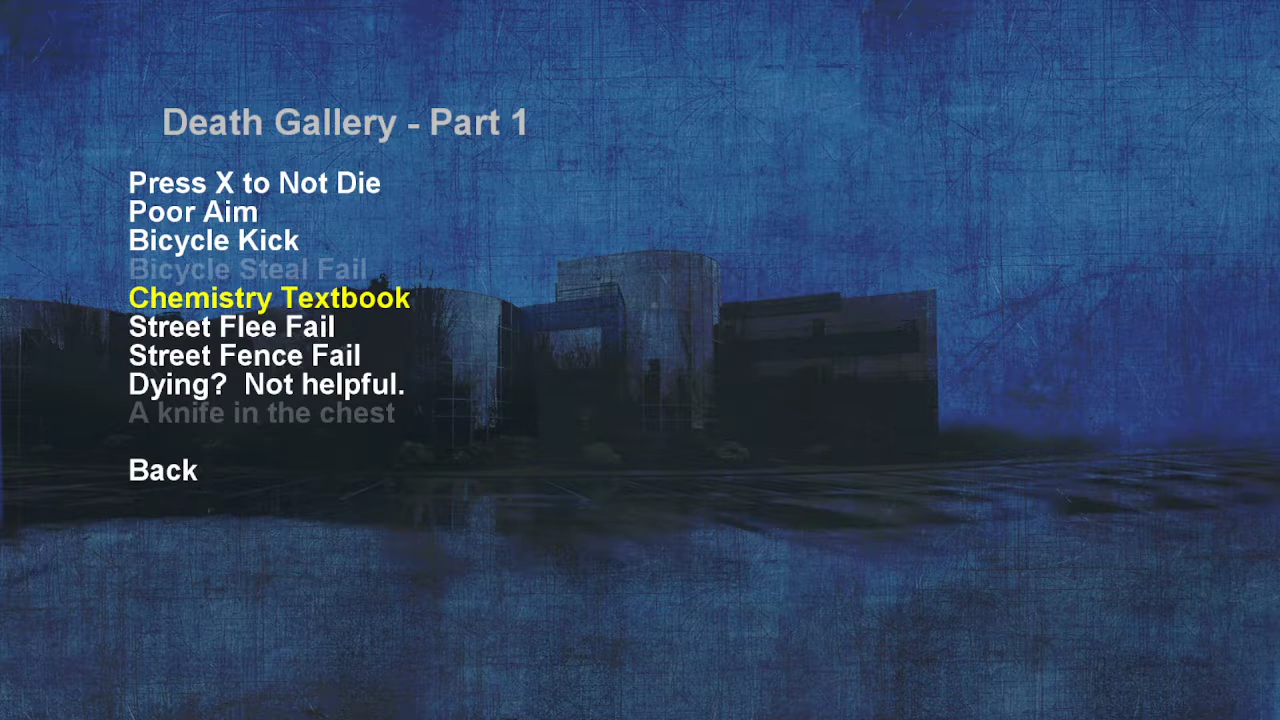 Death Gallery - Part 1
Press X to Not Die
Poor Aim
Bicycle Kick
Bicycle Steal Fail
Chemistry Textbook
Street Flee Fail
Street Fence Fail
Dying?  Not helpful.
A knife in the chest
Back